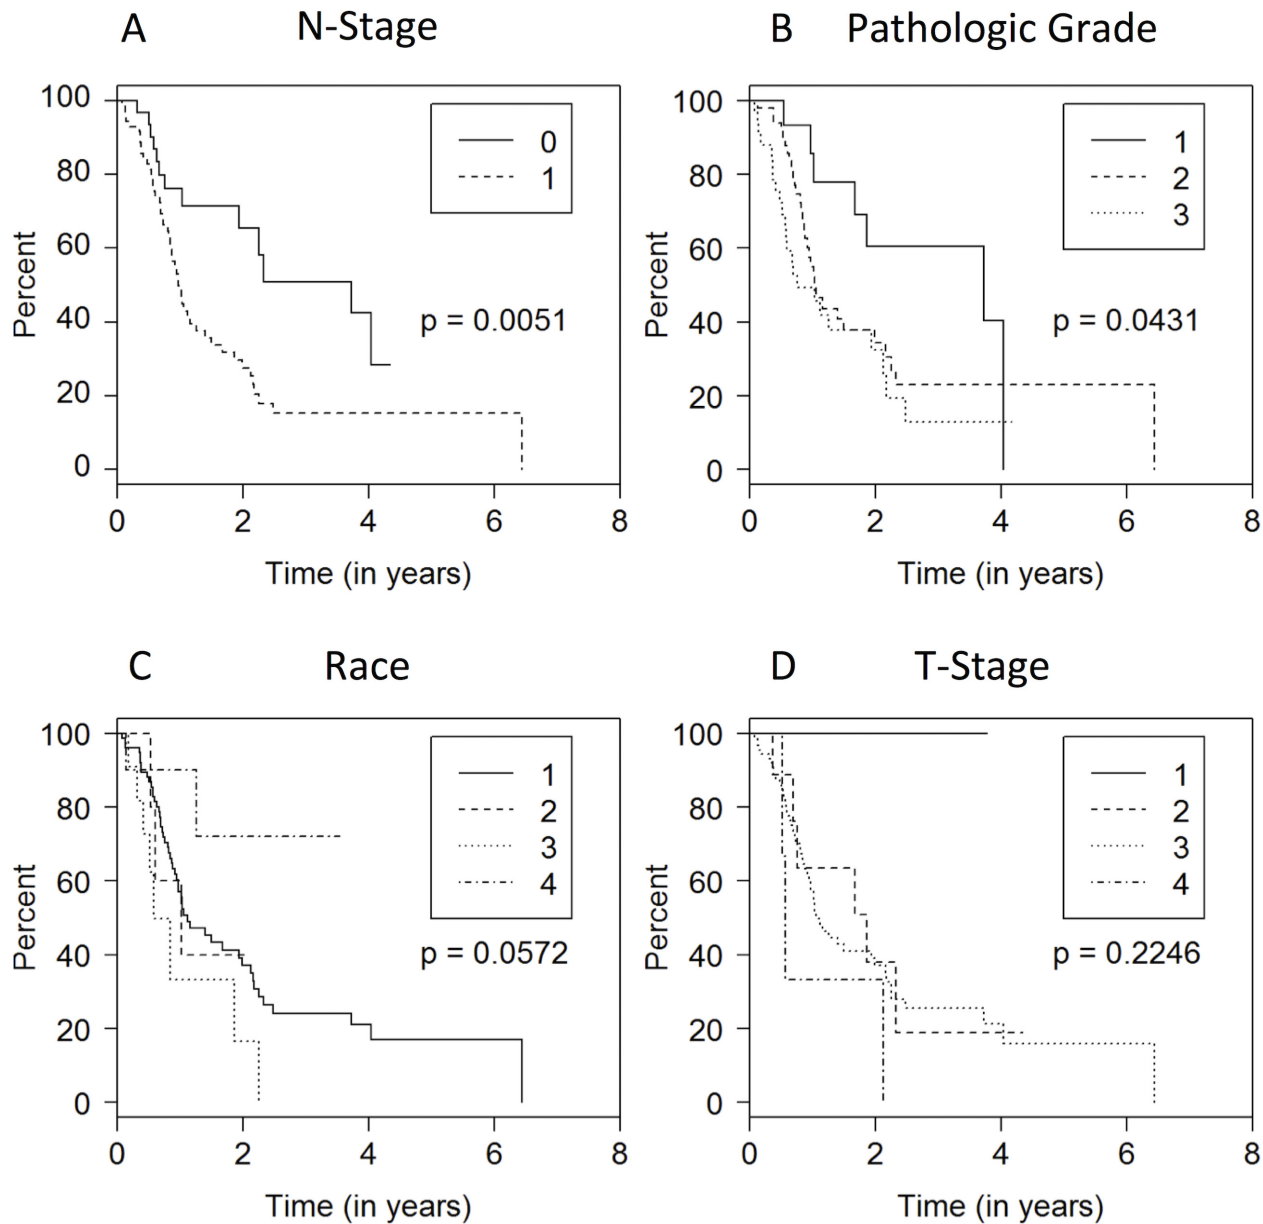 A N-Stage
100
80
60
40
20
0
Percent
0
1
p = 0.0051
0 2 4 6 8
Time (in years)
B Pathologic Grade
100
80
60
40
20
0
Percent
1
2
3
p = 0.0431
0 2 4 6 8
Time (in years)
C Race
100
80
60
40
20
0
Percent
1
2
3
4
p = 0.0572
0 2 4 6 8
Time (in years)
D T-Stage
100
80
60
40
20
0
Percent
1
2
3
4
p = 0.2246
0 2 4 6 8
Time (in years)